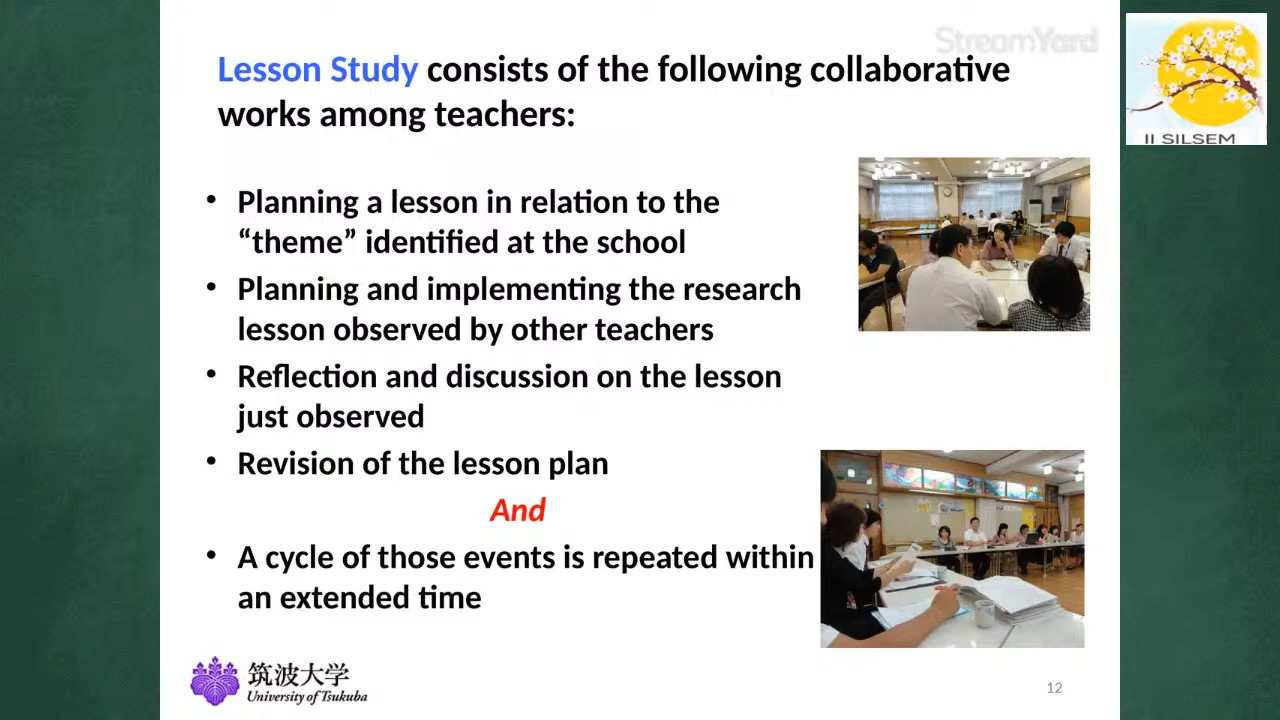 StreamYard
Lesson Study consists of the following collaborative
works among teachers:
II SILSEM
• Planning a lesson in relation to the
“theme” identified at the school
• Planning and implementing the research
lesson observed by other teachers
• Reflection and discussion on the lesson
just observed
• Revision of the lesson plan
And
• A cycle of those events is repeated within
an extended time
筑波大学
University of Tsukuba
12